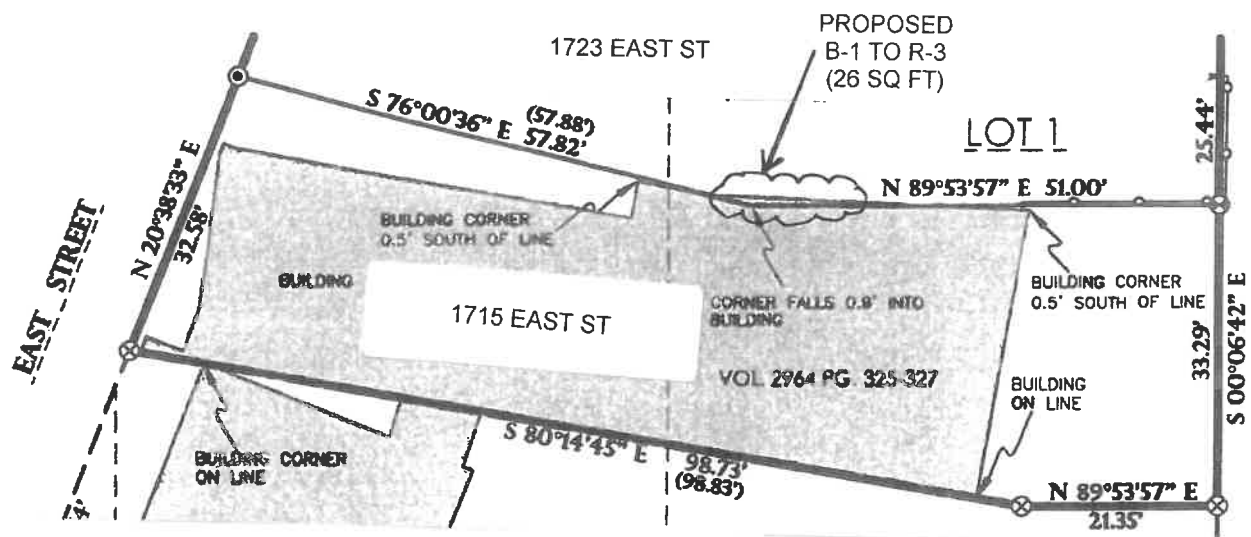 PROPOSED
B-1 TO R-3
(26 SQ FT)
1723 EAST ST
S 76°00'36" E
(57.88')
57.82'
LOT 1
25.44'
N 89°53'57" E 51.00'
N 20°38'33" E
32.58'
EAST STREET
BUILDING CORNER
0.5' SOUTH OF LINE
BUILDING
1715 EAST ST
CORNER FALLS 0.8' INTO
BUILDING
BUILDING CORNER
0.5' SOUTH OF LINE
S 00°06'42" E
33.29'
VOL 2964 PG. 325-327
BUILDING
ON LINE
BUILDING CORNER
ON LINE
S 80°14'45" E
98.73'
(98.83')
N 89°53'57" E
21.35'